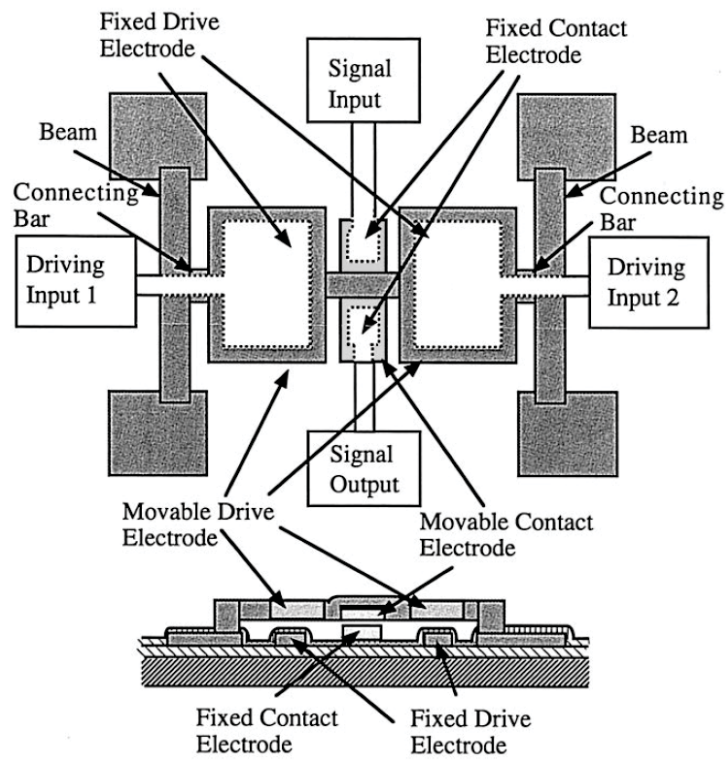 Fixed Drive
Electrode
Fixed Contact
Electrode
Signal
Input
Beam
Beam
Connecting
Bar
Connecting
Bar
Driving
Input 1
Driving
Input 2
Signal
Output
Movable Drive
Electrode
Movable Contact
Electrode
Fixed Contact
Electrode
Fixed Drive
Electrode